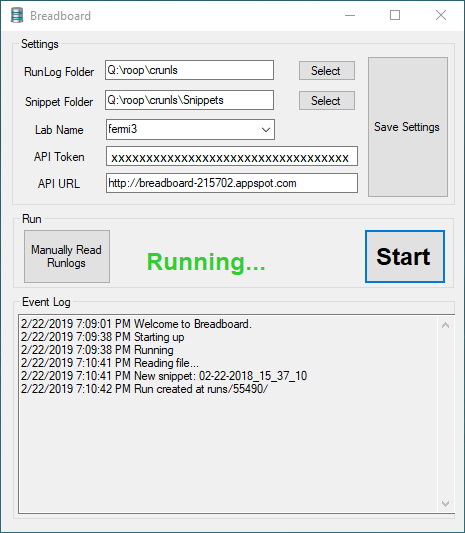 Breadboard
Settings
RunLog Folder Q:\roop\crunls Select
Snippet Folder Q:\roop\crunls\Snippets Select
Lab Name fermi3
Save Settings
API Token xxxxxxxxxxxxxxxxxxxxxxxxxxxxxxxxxx
API URL http://breadboard-215702.appspot.com
Run
Manually Read
Runlogs
Running...
Start
Event Log
2/22/2019 7:09:01 PM Welcome to Breadboard.
2/22/2019 7:09:38 PM Starting up
2/22/2019 7:09:38 PM Running
2/22/2019 7:10:41 PM Reading file...
2/22/2019 7:10:41 PM New snippet: 02-22-2018_15_37_10
2/22/2019 7:10:42 PM Run created at runs/55490/